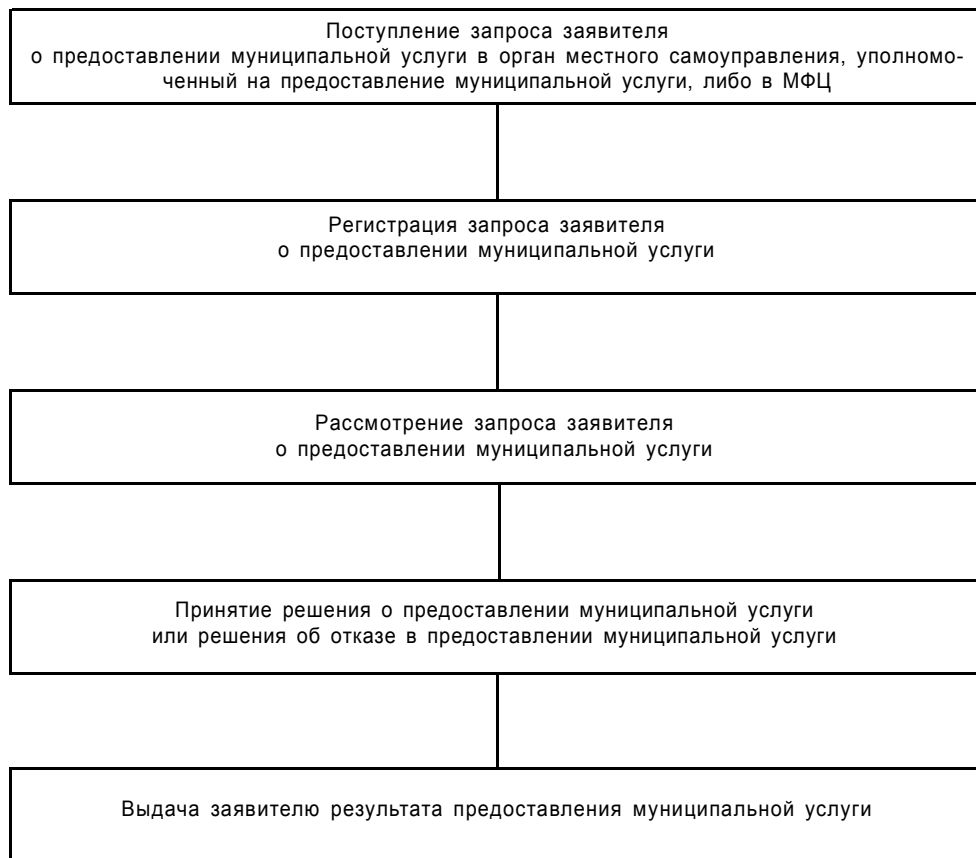 Поступление запроса заявителя
о предоставлении муниципальной услуги в орган местного самоуправления, уполномо-
ченный на предоставление муниципальной услуги, либо в МФЦ
Регистрация запроса заявителя
о предоставлении муниципальной услуги
Рассмотрение запроса заявителя
о предоставлении муниципальной услуги
Принятие решения о предоставлении муниципальной услуги
или решения об отказе в предоставлении муниципальной услуги
Выдача заявителю результата предоставления муниципальной услуги